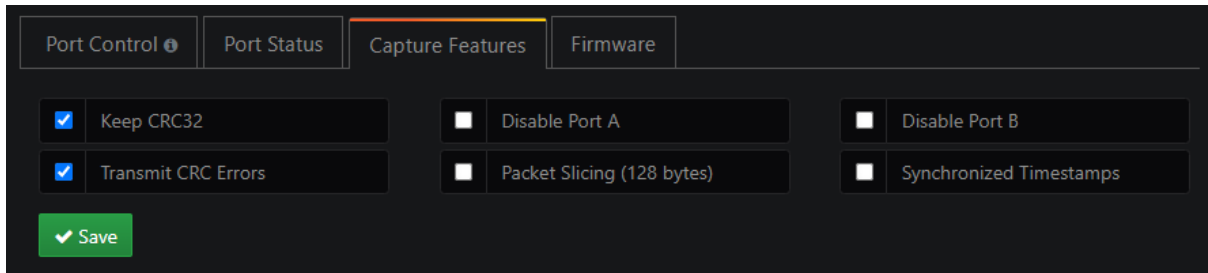 Port Control
Port Status
Capture Features
Firmware
Keep CRC32
Disable Port A
Disable Port B
Transmit CRC Errors
Packet Slicing (128 bytes)
Synchronized Timestamps
Save